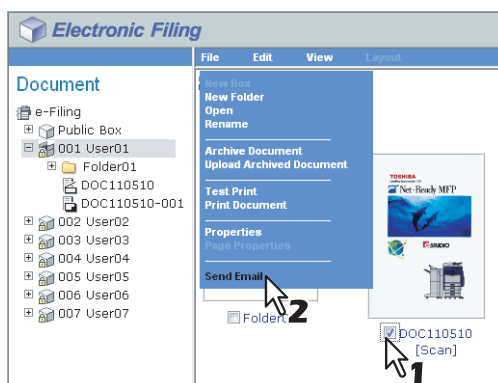 Electronic Filing
File Edit View Layout
Document
e-Filing
Public Box
001 User01
Folder01
DOC110510
DOC110510-001
002 User02
003 User03
004 User04
005 User05
006 User06
007 User07
New Box
New Folder
Open
Rename
Archive Document
Upload Archived Document
Test Print
Print Document
Properties
Page Properties
Send Email
2
TOSHIBA
Net-Ready MFP
e-STUDIO
DOC110510
[Scan]
1